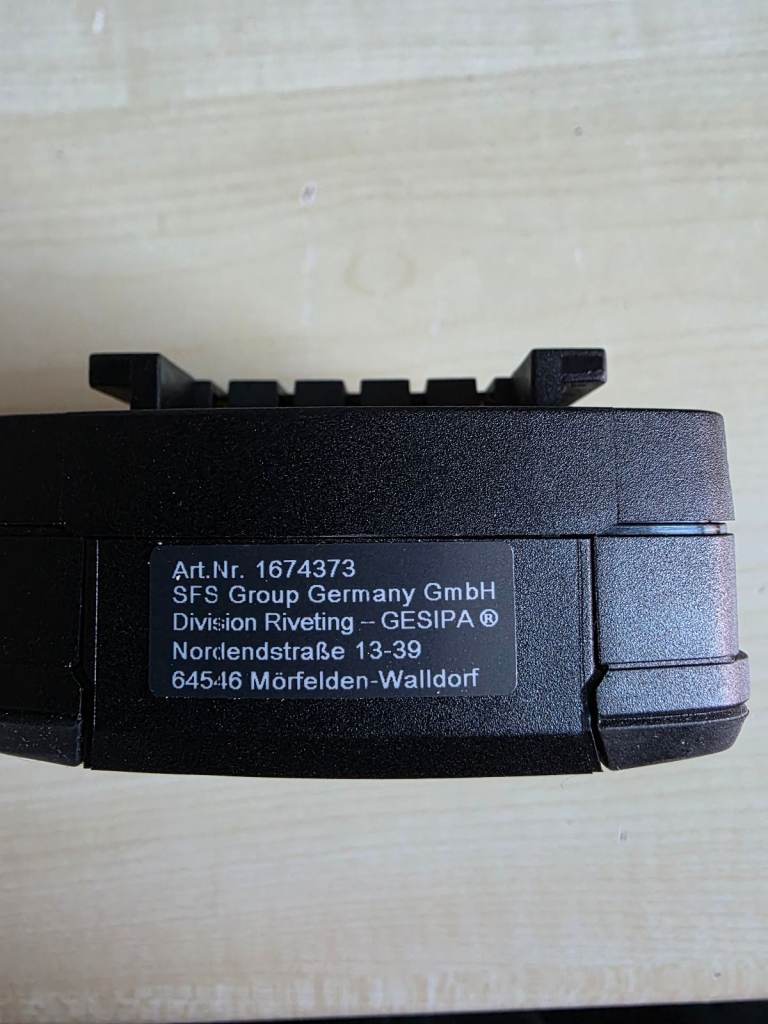 Art.Nr. 1674373
SFS Group Germany GmbH
Division Riveting – GESIPA ®
Nordendstraße 13-39
64546 Mörfelden-Walldorf